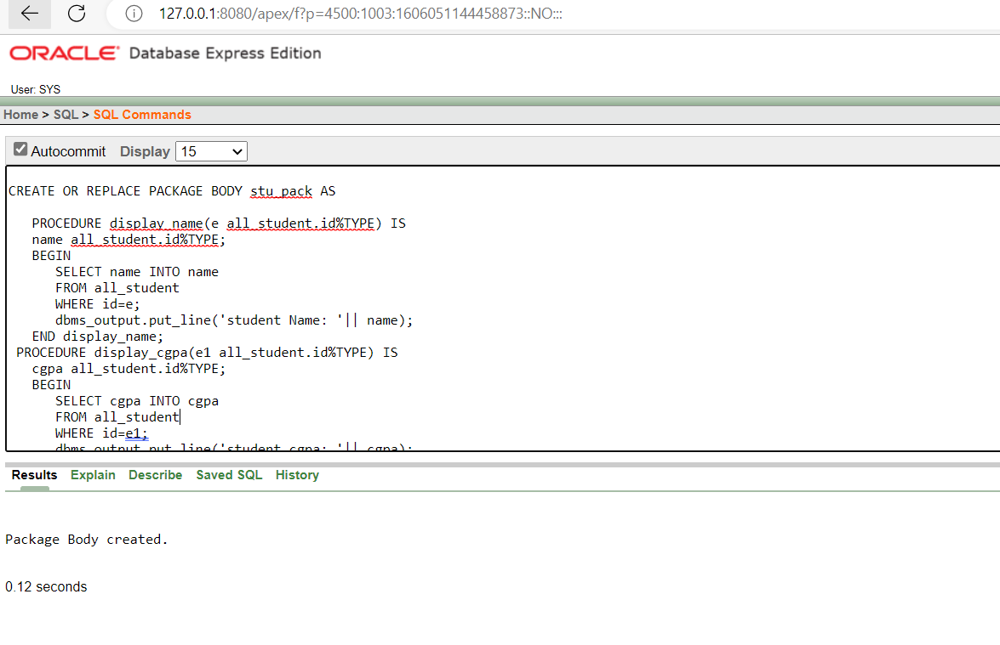 127.0.0.1:8080/apex/f?p=4500:1003:1606051144458873::NO:::
ORACLE Database Express Edition
User: SYS
Home > SQL > SQL Commands
Autocommit Display 15
CREATE OR REPLACE PACKAGE BODY stu_pack AS
PROCEDURE display_name(e all_student.id%TYPE) IS
name all_student.id%TYPE;
BEGIN
SELECT name INTO name
FROM all_student
WHERE id=e;
dbms_output.put_line('student Name: '|| name);
END display_name;
PROCEDURE display_cgpa(e1 all_student.id%TYPE) IS
cgpa all_student.id%TYPE;
BEGIN
SELECT cgpa INTO cgpa
FROM all_student
WHERE id=e1;
dbms_output.put_line('student cgpa: '|| cgpa);
Results Explain Describe Saved SQL History
Package Body created.
0.12 seconds